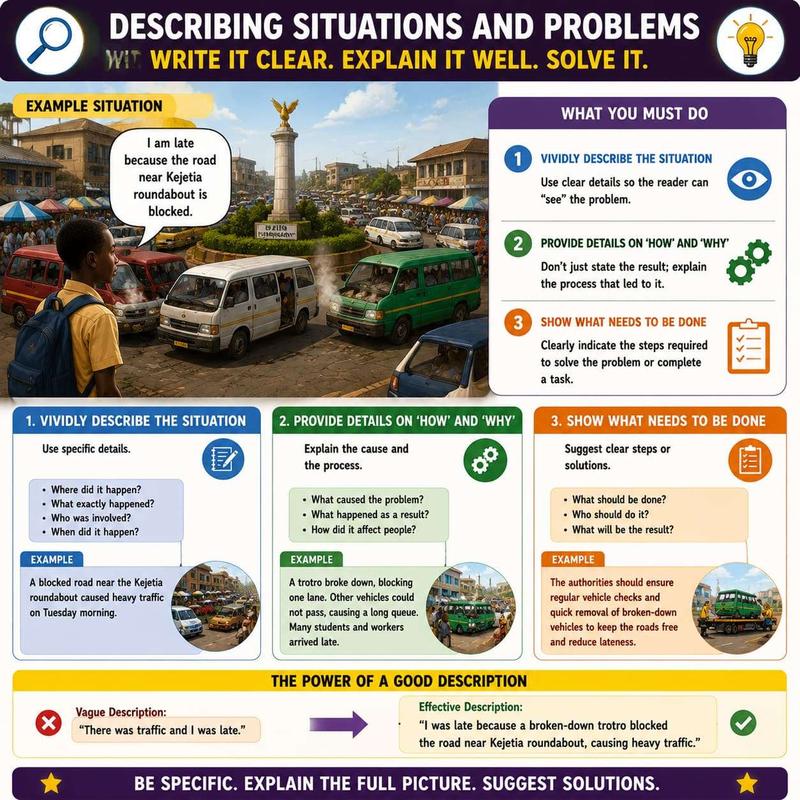 DESCRIBING SITUATIONS AND PROBLEMS
WRITE IT CLEAR. EXPLAIN IT WELL. SOLVE IT.
EXAMPLE SITUATION
I am late
because the road
near Kejetia
roundabout is
blocked.
WHAT YOU MUST DO
1 VIVIDLY DESCRIBE THE SITUATION
Use clear details so the reader can
“see” the problem.
2 PROVIDE DETAILS ON ‘HOW’ AND ‘WHY’
Don’t just state the result; explain
the process that led to it.
3 SHOW WHAT NEEDS TO BE DONE
Clearly indicate the steps required
to solve the problem or complete
a task.
1. VIVIDLY DESCRIBE THE SITUATION
Use specific details.
• Where did it happen?
• What exactly happened?
• Who was involved?
• When did it happen?
EXAMPLE
A blocked road near the Kejetia
roundabout caused heavy traffic
on Tuesday morning.
2. PROVIDE DETAILS ON ‘HOW’ AND ‘WHY’
Explain the cause and
the process.
• What caused the problem?
• What happened as a result?
• How did it affect people?
EXAMPLE
A trotro broke down, blocking
one lane. Other vehicles could
not pass, causing a long queue.
Many students and workers
arrived late.
3. SHOW WHAT NEEDS TO BE DONE
Suggest clear steps or
solutions.
• What should be done?
• Who should do it?
• What will be the result?
EXAMPLE
The authorities should ensure
regular vehicle checks and
quick removal of broken-down
vehicles to keep the roads free
and reduce lateness.
THE POWER OF A GOOD DESCRIPTION
Vague Description:
“There was traffic and I was late.”
Effective Description:
“I was late because a broken-down trotro blocked
the road near Kejetia roundabout, causing heavy traffic.”
BE SPECIFIC. EXPLAIN THE FULL PICTURE. SUGGEST SOLUTIONS.